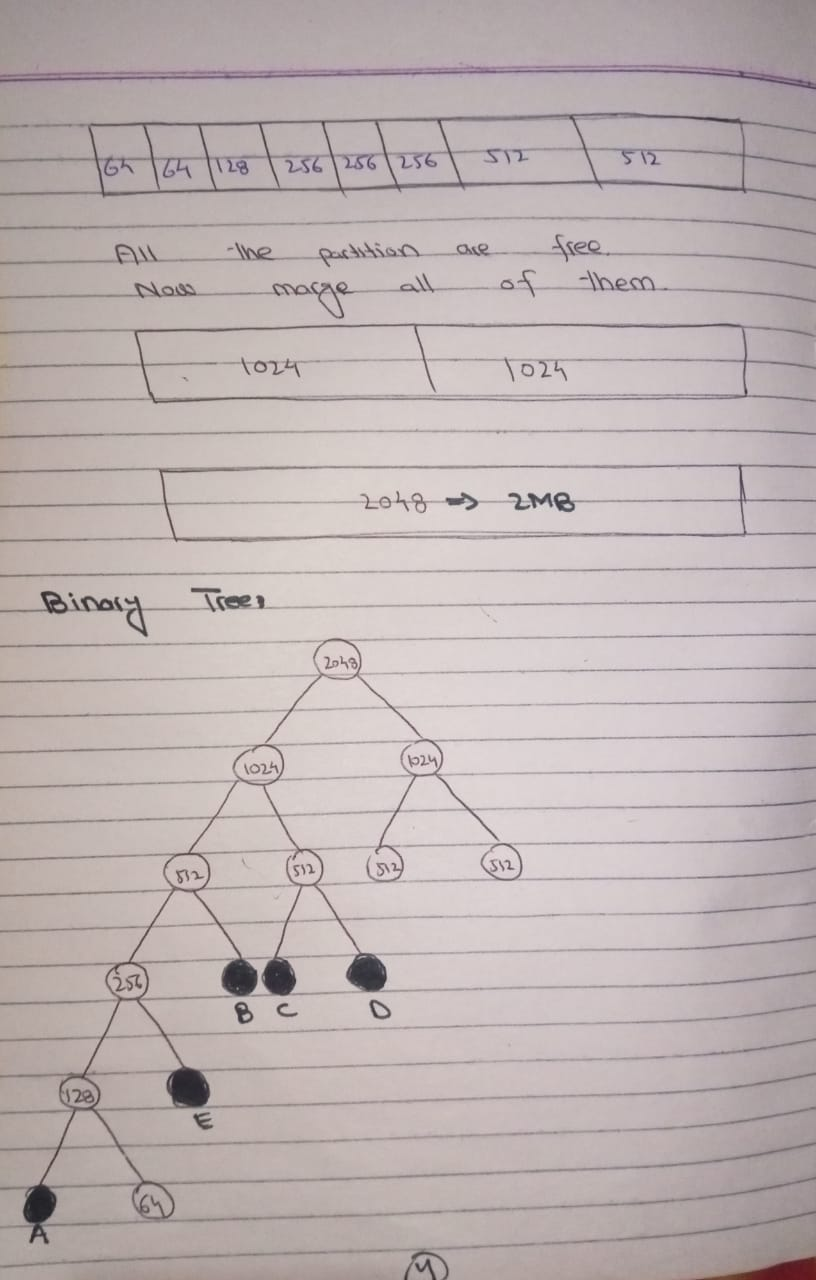 64 64 128 256 256 256 512 512
All the partition are free.
Now marge all of them.
1024 1024
2048 ⇒ 2MB
Binary Tree,
2048
1024 1024
512 512 512 512
256
B C D
128
E
64
A
4